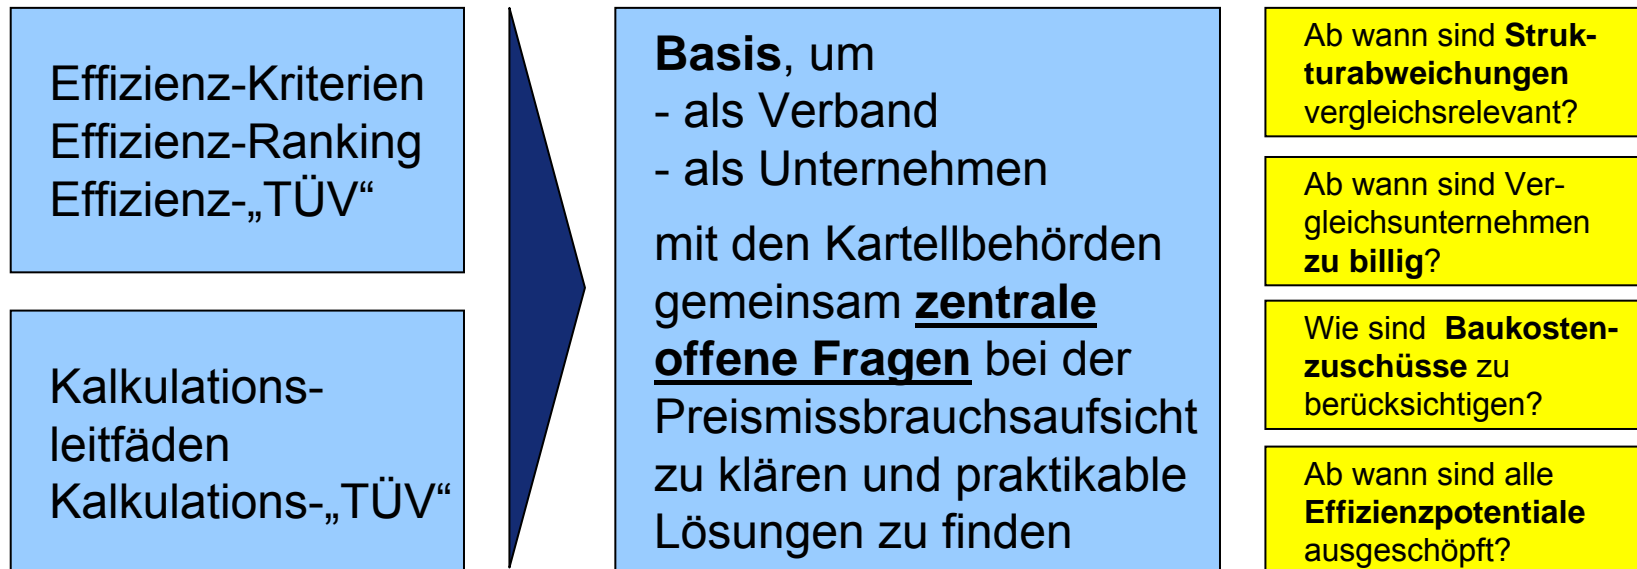 Effizienz-Kriterien
Effizienz-Ranking
Effizienz-„TÜV“
Kalkulations-
leitfäden
Kalkulations-„TÜV“
Basis, um
- als Verband
- als Unternehmen
mit den Kartellbehörden
gemeinsam zentrale
offene Fragen bei der
Preismissbrauchsaufsicht
zu klären und praktikable
Lösungen zu finden
Ab wann sind Struk-
turabweichungen
vergleichsrelevant?
Ab wann sind Ver-
gleichsunternehmen
zu billig?
Wie sind Baukosten-
zuschüsse zu
berücksichtigen?
Ab wann sind alle
Effizienzpotentiale
ausgeschöpft?